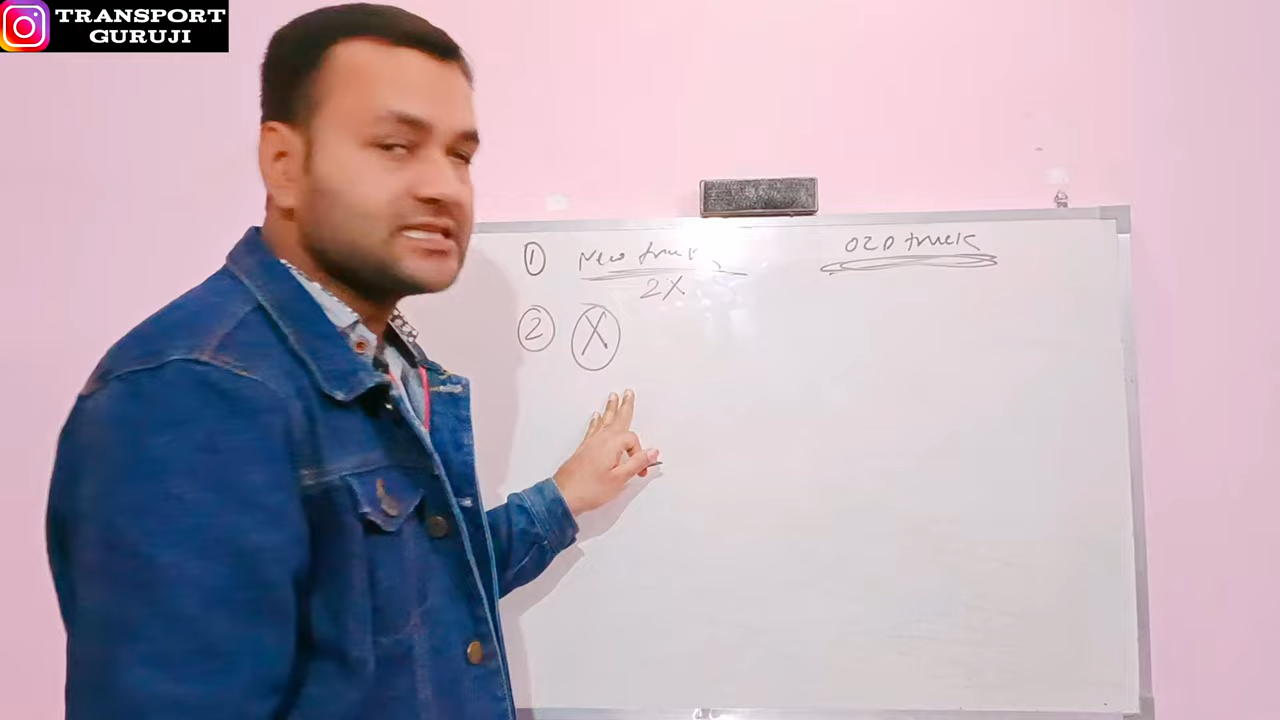 TRANSPORT
GURUJI
① New truck
OLD truck
2X
② X